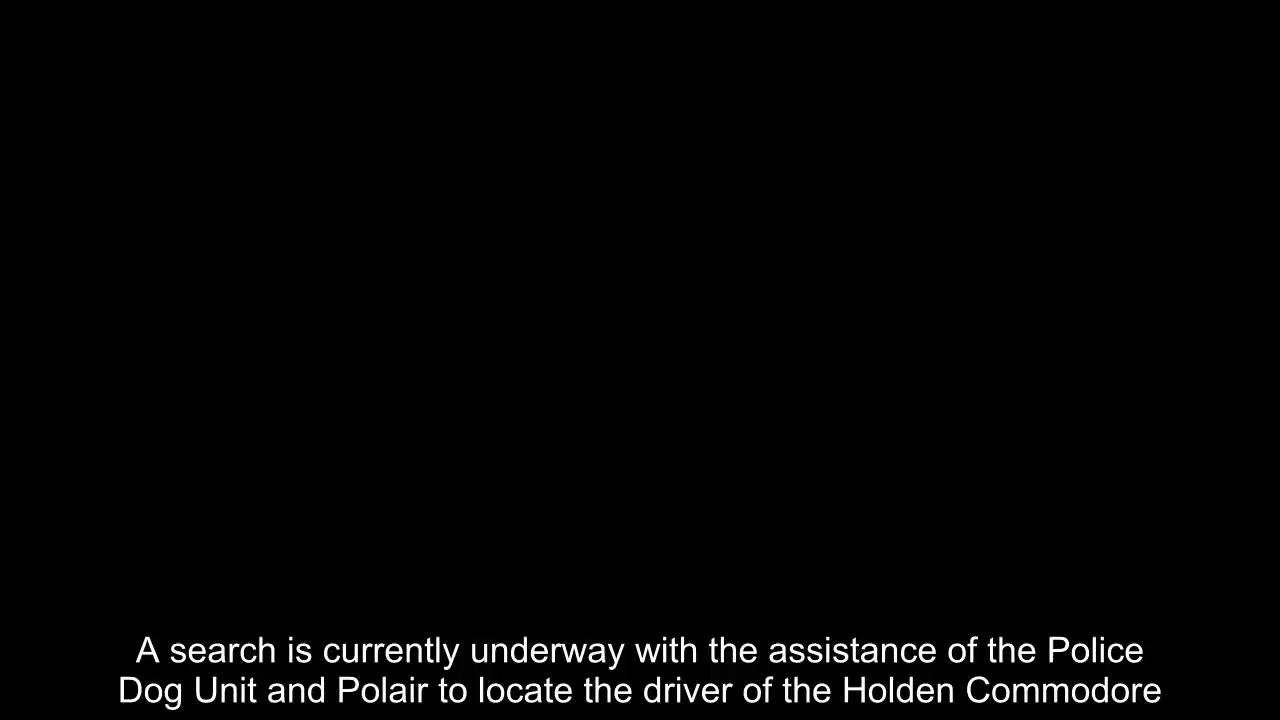 A search is currently underway with the assistance of the Police
Dog Unit and Polair to locate the driver of the Holden Commodore